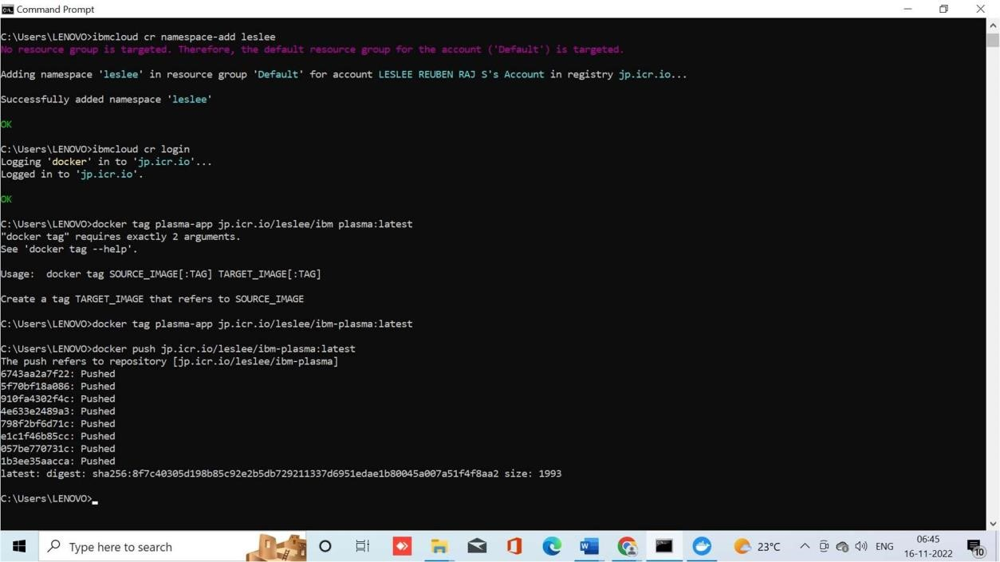 Command Prompt
C:\Users\LENOVO>ibmcloud cr namespace-add leslee
No resource group is targeted. Therefore, the default resource group for the account ('Default') is targeted.
Adding namespace 'leslee' in resource group 'Default' for account LESLEE REUBEN RAJ S's Account in registry jp.icr.io...
Successfully added namespace 'leslee'
OK
C:\Users\LENOVO>ibmcloud cr login
Logging 'docker' in to 'jp.icr.io'...
Logged in to 'jp.icr.io'.
OK
C:\Users\LENOVO>docker tag plasma-app jp.icr.io/leslee/ibm plasma:latest
"docker tag" requires exactly 2 arguments.
See 'docker tag --help'.
Usage:  docker tag SOURCE_IMAGE[:TAG] TARGET_IMAGE[:TAG]
Create a tag TARGET_IMAGE that refers to SOURCE_IMAGE
C:\Users\LENOVO>docker tag plasma-app jp.icr.io/leslee/ibm-plasma:latest
C:\Users\LENOVO>docker push jp.icr.io/leslee/ibm-plasma:latest
The push refers to repository [jp.icr.io/leslee/ibm-plasma]
6743aa2a7f22: Pushed
5f70bf18a086: Pushed
910fa4302f4c: Pushed
4e633e2489a3: Pushed
798f2bf6d71c: Pushed
e1c1f46b85cc: Pushed
057be770731c: Pushed
1b3ee35aacca: Pushed
latest: digest: sha256:8f7c40305d198b85c92e2b5db729211337d6951edae1b80045a007a51f4f8aa2 size: 1993
C:\Users\LENOVO>
Type here to search
23°C
ENG
06:45
16-11-2022
10